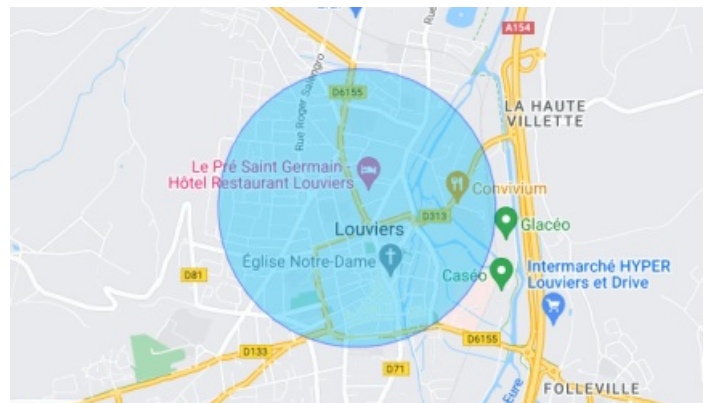 A154
D6155
Rue Roger Salengro
LA HAUTE
VILLETTE
Le Pré Saint Germain -
Hôtel Restaurant Louviers
Convivium
D313
Glacéo
Louviers
Église Notre-Dame
Caséo
Intermarché HYPER
Louviers et Drive
D81
D6155
D133
D71
Eure
FOLLEVILLE